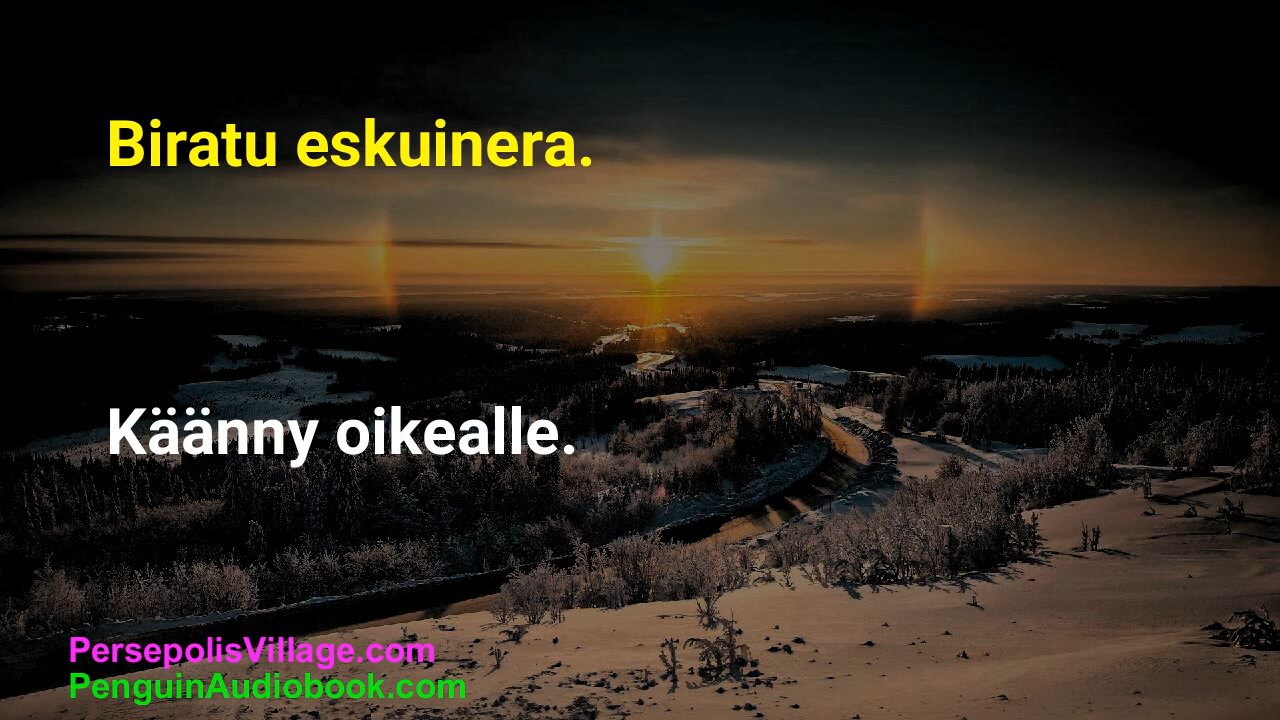 Biratu eskuinera.
Käänny oikealle.
PersepolisVillage.com
PenguinAudiobook.com